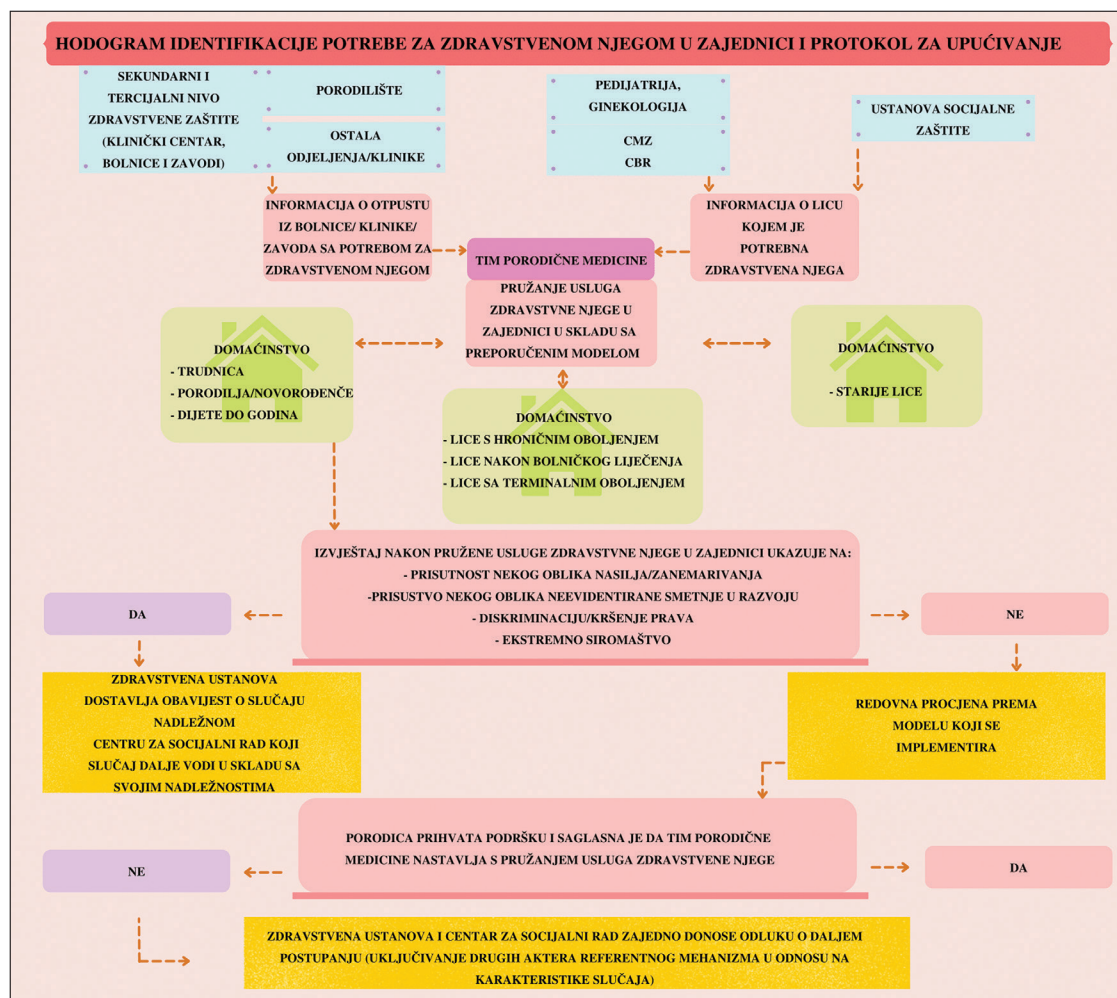 HODOGRAM IDENTIFIKACIJE POTREBE ZA ZDRAVSTVENOM NJEGOM U ZAJEDNICI I PROTOKOL ZA UPUĆIVANJE
SEKUNDARNI I
TERCIJALNI NIVO
ZDRAVSTVENE ZAŠTITE
(KLINIČKI CENTAR,
BOLNICE I ZAVODI)
PORODILIŠTE
OSTALA
ODJELJENJA/KLINIKE
PEDIJATRIJA,
GINEKOLOGIJA
CMZ
CBR
USTANOVA SOCIJALNE
ZAŠTITE
INFORMACIJA O OTPUSTU
IZ BOLNICE/ KLINIKE/
ZAVODA SA POTREBOM ZA
ZDRAVSTVENOM NJEGOM
TIM PORODIČNE MEDICINE
INFORMACIJA O LICU
KOJEM JE
POTREBNA
ZDRAVSTVENA NJEGA
PRUŽANJE USLUGA
ZDRAVSTVNE NJEGE U
ZAJEDNICI U SKLADU SA
PREPORUČENIM MODELOM
DOMAĆINSTVO
- TRUDNICA
- PORODILJA/NOVOROĐENČE
- DIJETE DO GODINA
DOMAĆINSTVO
- LICE S HRONIČNIM OBOLJENJEM
- LICE NAKON BOLNIČKOG LIJEČENJA
- LICE SA TERMINALNIM OBOLJENJEM
DOMAĆINSTVO
- STARIJE LICE
IZVJEŠTAJ NAKON PRUŽENE USLUGE ZDRAVSTVNE NJEGE U ZAJEDNICI UKAZUJE NA:
- PRISUTNOST NEKOG OBLIKA NASILJA/ZANEMARIVANJA
-PRISUSTVO NEKOG OBLIKA NEEVIDENTIRANE SMETNJE U RAZVOJU
- DISKRIMINACIJU/KRŠENJE PRAVA
- EKSTREMNO SIROMAŠTVO
DA
NE
ZDRAVSTVENA USTANOVA
DOSTAVLJA OBAVIJEST O SLUČAJU
NADLEŽNOM
CENTRU ZA SOCIJALNI RAD KOJI
SLUČAJ DALJE VODI U SKLADU SA
SVOJIM NADLEŽNOSTIMA
REDOVNA PROCJENA PREMA
MODELU KOJI SE
IMPLEMENTIRA
PORODICA PRIHVATA PODRŠKU I SAGLASNA JE DA TIM PORODIČNE
MEDICINE NASTAVLJA S PRUŽANJEM USLUGA ZDRAVSTVENE NJEGE
NE
DA
ZDRAVSTVENA USTANOVA I CENTAR ZA SOCIJALNI RAD ZAJEDNO DONOSE ODLUKU O DALJEM
POSTUPANJU (UKLJUČIVANJE DRUGIH AKTERA REFERENTNOG MEHANIZMA U ODNOSU NA
KARAKTERISTIKE SLUČAJA)